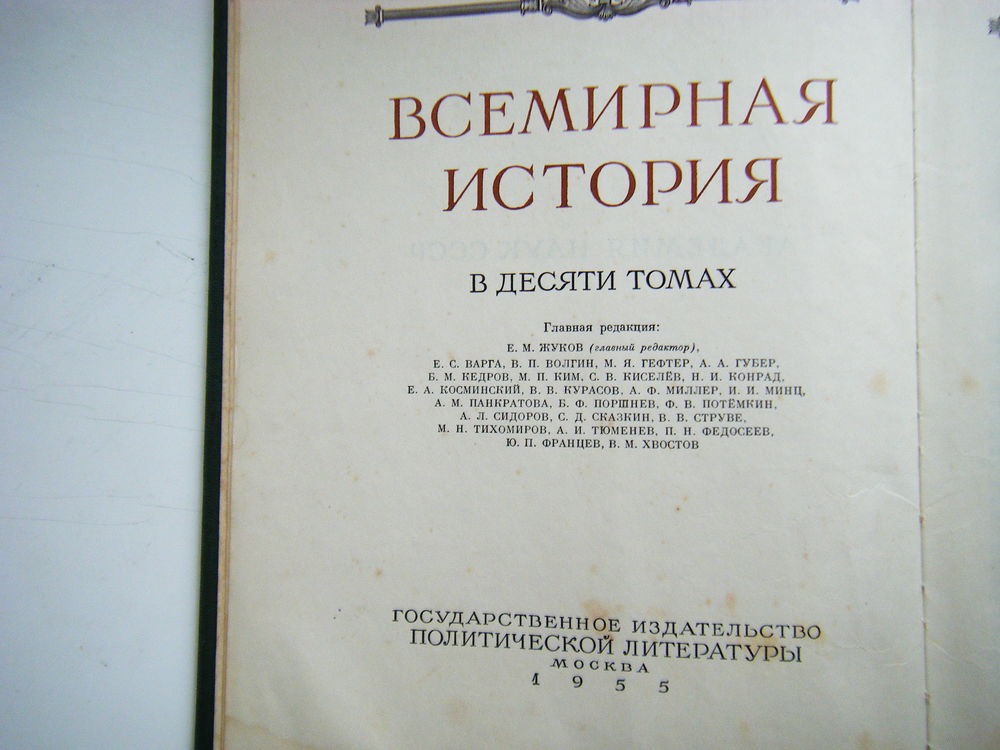 ВСЕМИРНАЯ
ИСТОРИЯ
В ДЕСЯТИ ТОМАХ
Главная редакция:
Е. М. ЖУКОВ (главный редактор),
Е. С. ВАРГА, В. П. ВОЛГИН, М. Я. ГЕФТЕР, А. А. ГУБЕР,
Б. М. КЕДРОВ, М. П. КИМ, С. В. КИСЕЛЁВ, Н. И. КОНРАД,
Е. А. КОСМИНСКИЙ, В. В. КУРАСОВ, А. Ф. МИЛЛЕР, И. И. МИНЦ,
А. М. ПАНКРАТОВА, Б. Ф. ПОРШНЕВ, Ф. В. ПОТЁМКИН,
А. Л. СИДОРОВ, С. Д. СКАЗКИН, В. В. СТРУВЕ,
М. Н. ТИХОМИРОВ, А. И. ТЮМЕНЕВ, П. Н. ФЕДОСЕЕВ,
Ю. П. ФРАНЦЕВ, В. М. ХВОСТОВ
ГОСУДАРСТВЕННОЕ ИЗДАТЕЛЬСТВО
ПОЛИТИЧЕСКОЙ ЛИТЕРАТУРЫ
МОСКВА
1955